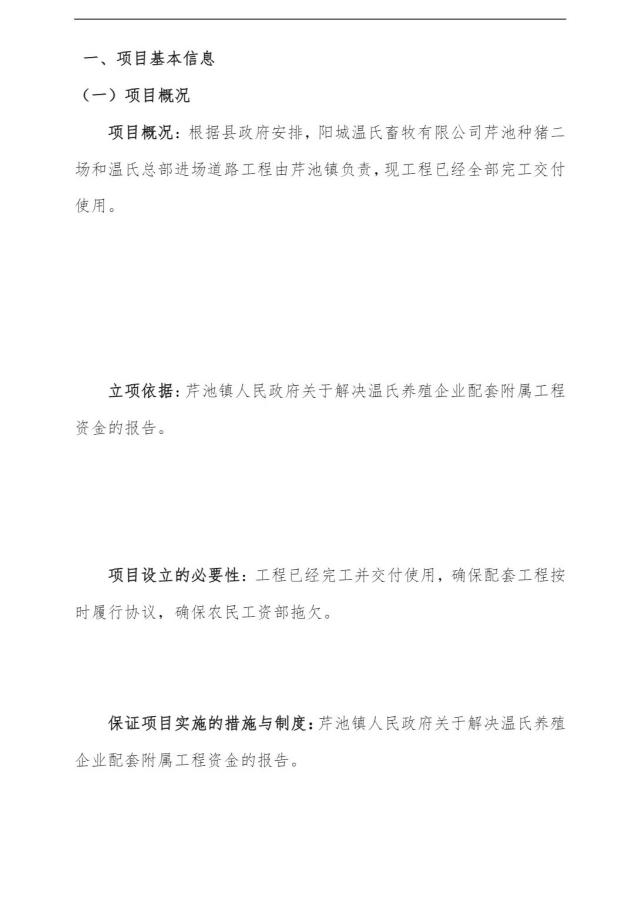 一、项目基本信息
（一）项目概况
项目概况：根据县政府安排，阳城温氏畜牧有限公司芹池种猪二
场和温氏总部进场道路工程由芹池镇负责，现工程已经全部完工交付
使用。
立项依据：芹池镇人民政府关于解决温氏养殖企业配套附属工程
资金的报告。
项目设立的必要性：工程已经完工并交付使用，确保配套工程按
时履行协议，确保农民工资部拖欠。
保证项目实施的措施与制度：芹池镇人民政府关于解决温氏养殖
企业配套附属工程资金的报告。